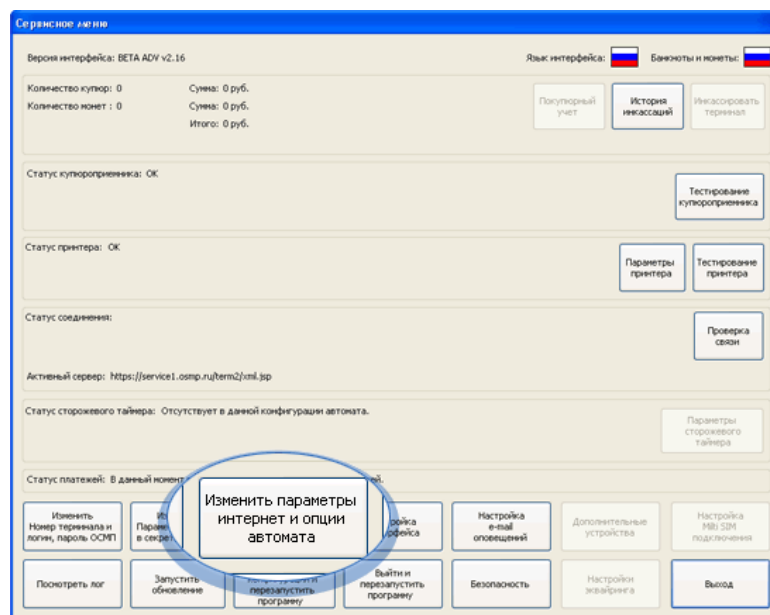 Сервисное меню
Версия интерфейса: BETA ADV v2.16
Язык интерфейса:
Банкноты и монеты:
Количество купюр: 0
Сумма: 0 руб.
Количество монет : 0
Сумма: 0 руб.
Итого: 0 руб.
Покупюрный
учет
История
инкассаций
Инкассировать
терминал
Статус купюроприемника: OK
Тестирование
купюроприемника
Статус принтера: OK
Параметры
принтера
Тестирование
принтера
Статус соединения:
Проверка
связи
Активный сервер: https://service1.osmp.ru/term2/xml.jsp
Статус сторожевого таймера: Отсутствует в данной конфигурации автомата.
Параметры
сторожевого
таймера
Статус платежей: В данный момент
Изменить параметры
интернет и опции
автомата
Изменить
Номер терминала и
логин, пароль ОСМП
Настройка
e-mail
оповещений
Дополнительные
устройства
Настройка
Milti SIM
подключения
Посмотреть лог
Запустить
обновление
перезапустить
программу
Выйти и
перезапустить
программу
Безопасность
Настройки
эквайринга
Выход